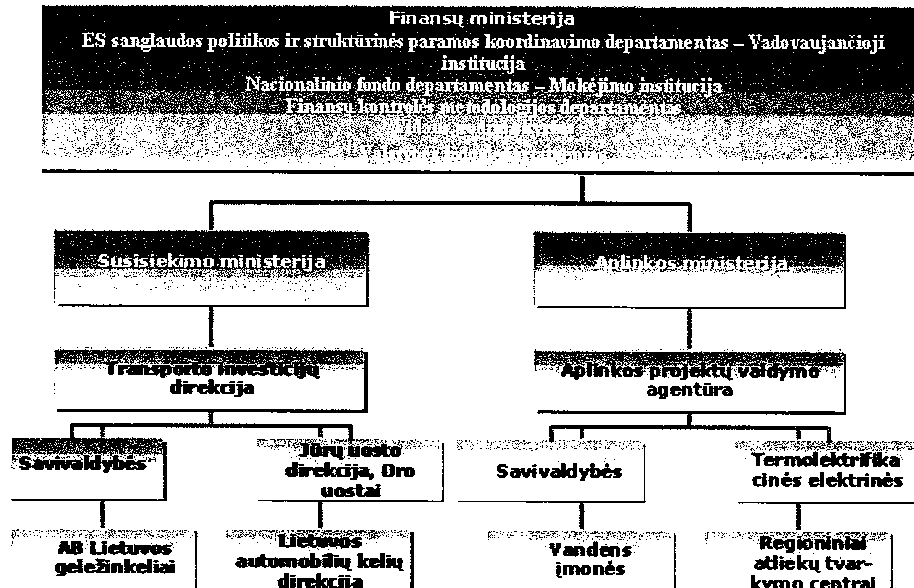 Finansų ministerija
ES sanglaudos politikos ir struktūrinės paramos koordinavimo departamentas – Vadovaujančioji
institucija
Nacionalinio fondo departamentas – Mokėjimo institucija
Finansų kontrolės metodologijos departamentas
Susisiekimo ministerija
Aplinkos ministerija
Transporto investicijų
direkcija
Aplinkos projektų valdymo
agentūra
Savivaldybės
Jūrų uosto
direkcija, Oro
uostai
Savivaldybės
Termolektrifika
cinės elektrinės
AB Lietuvos
geležinkeliai
Lietuvos
automobilių kelių
direkcija
Vandens
įmonės
Regioniniai
atliekų tvar-
kymo centrai